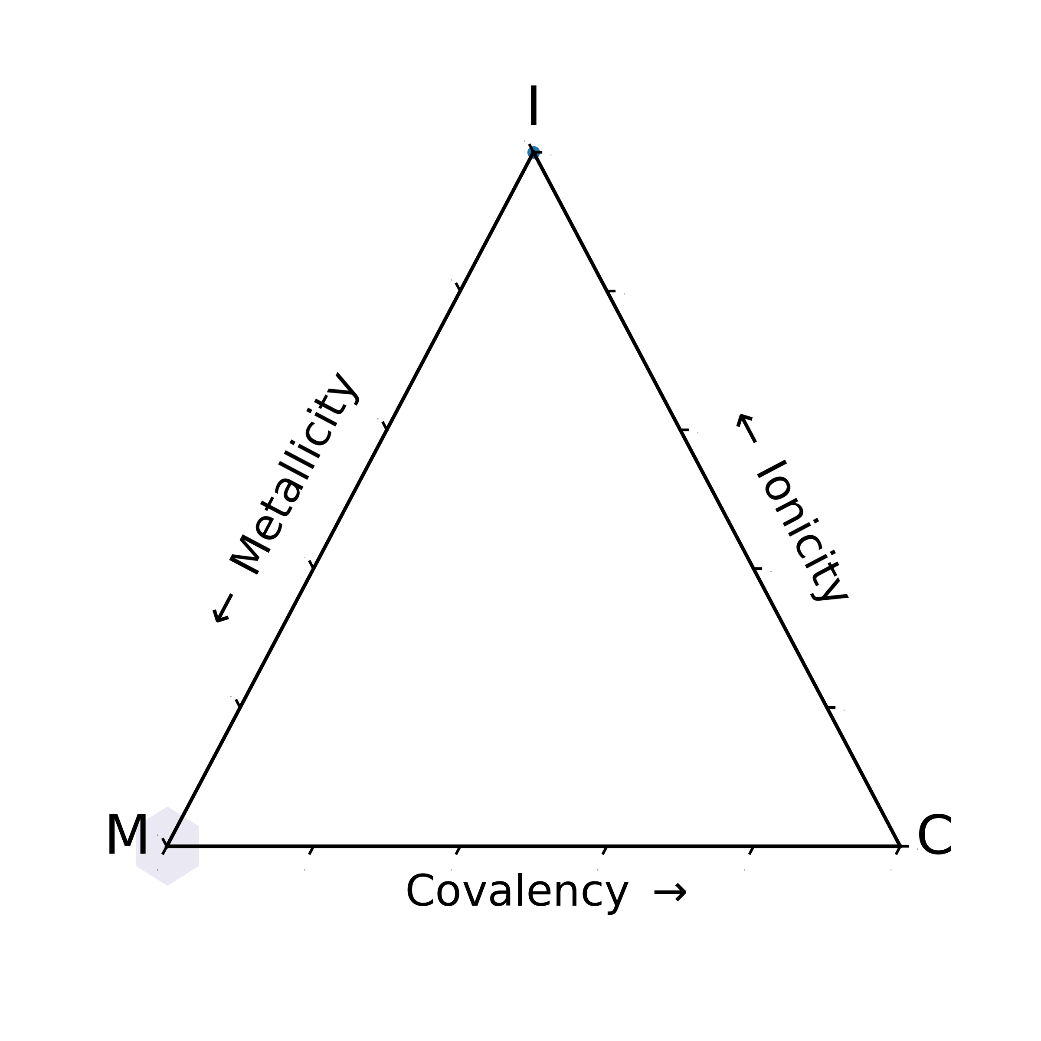 I
← Metallicity
← Ionicity
M
C
Covalency →